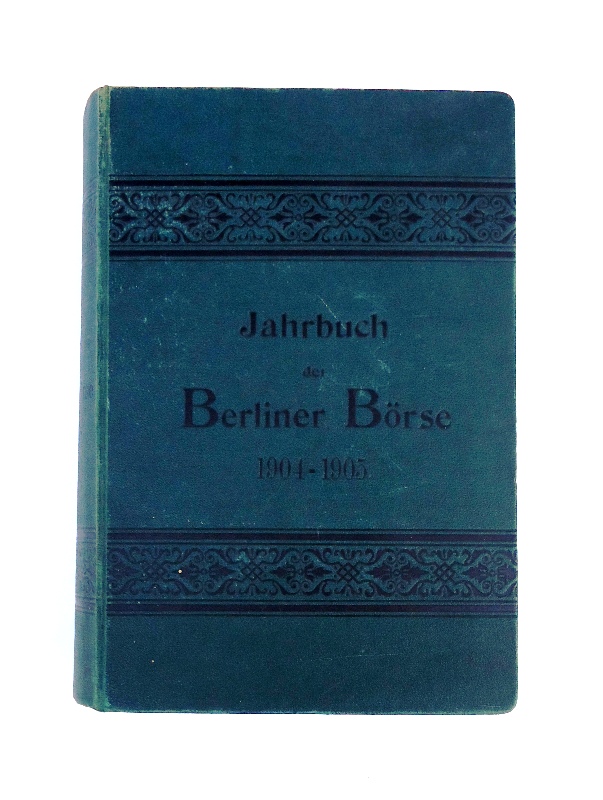 Jahrbuch
der
Berliner Börse
1904-1905